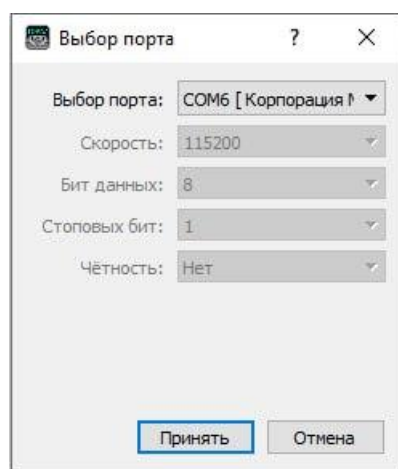 Выбор порта
Выбор порта: COM6 [ Корпорация
Скорость: 115200
Бит данных: 8
Стоповых бит: 1
Чётность: Нет
Принять Отмена